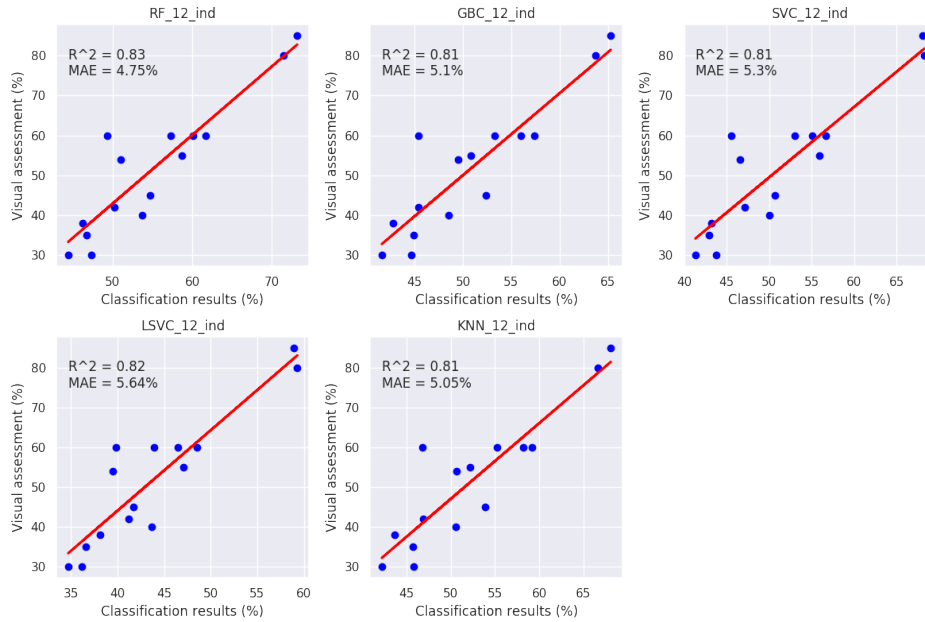 RF_12_ind
R^2 = 0.83
MAE = 4.75%
Visual assessment (%)
80
70
60
50
40
30
50
60
70
Classification results (%)
GBC_12_ind
R^2 = 0.81
MAE = 5.1%
Visual assessment (%)
80
70
60
50
40
30
45
50
55
60
65
Classification results (%)
SVC_12_ind
R^2 = 0.81
MAE = 5.3%
Visual assessment (%)
80
70
60
50
40
30
40
45
50
55
60
65
Classification results (%)
LSVC_12_ind
R^2 = 0.82
MAE = 5.64%
Visual assessment (%)
80
70
60
50
40
30
35
40
45
50
55
60
Classification results (%)
KNN_12_ind
R^2 = 0.81
MAE = 5.05%
Visual assessment (%)
80
70
60
50
40
30
45
50
55
60
65
Classification results (%)